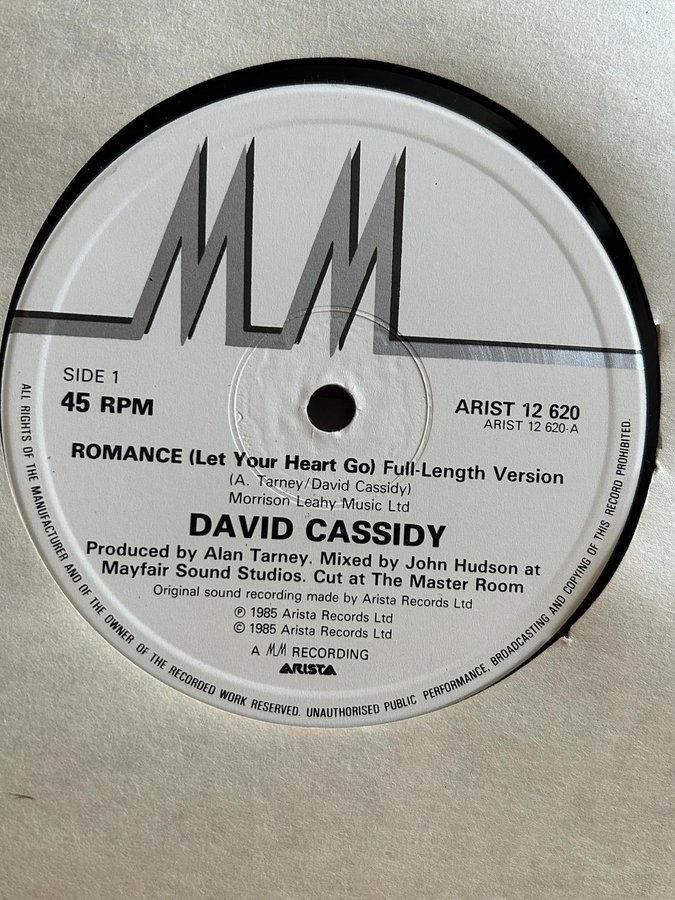 MM
SIDE 1
45 RPM
ARIST 12 620
ARIST 12 620-A
ROMANCE (Let Your Heart Go) Full-Length Version
(A. Tarney/David Cassidy)
Morrison Leahy Music Ltd
DAVID CASSIDY
Produced by Alan Tarney. Mixed by John Hudson at
Mayfair Sound Studios. Cut at The Master Room
Original sound recording made by Arista Records Ltd
℗ 1985 Arista Records Ltd
© 1985 Arista Records Ltd
A MM RECORDING
ARISTA
ALL RIGHTS OF THE MANUFACTURER AND OF THE OWNER OF THE RECORDED WORK RESERVED. UNAUTHORISED PUBLIC PERFORMANCE, BROADCASTING AND COPYING OF THIS RECORD PROHIBITED.